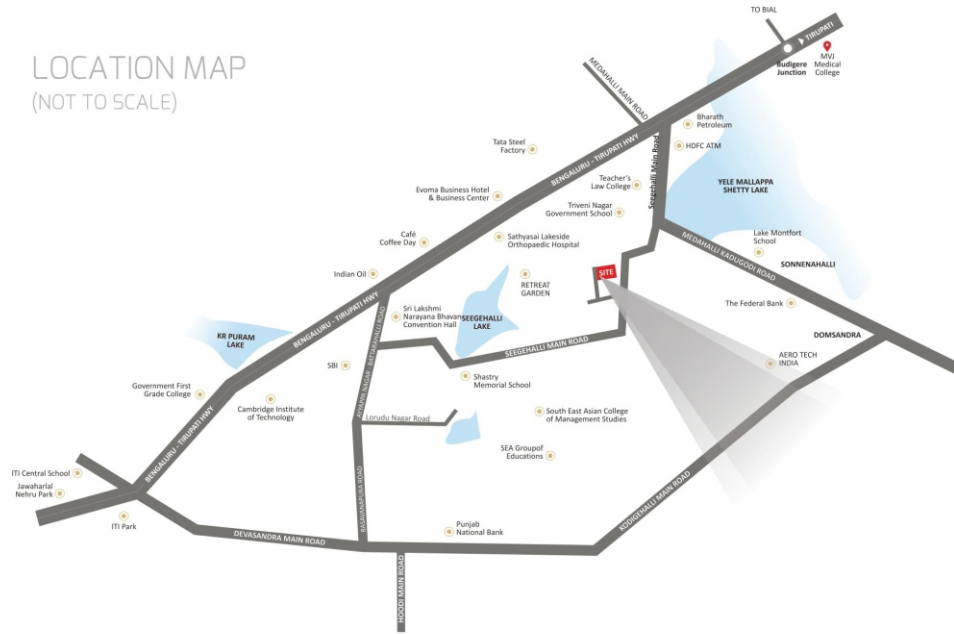 LOCATION MAP
(NOT TO SCALE)
TO BIAL
TIRUPATI
Budigere
Junction
MVJ
Medical
College
MEDAHALLI MAIN ROAD
Bharath
Petroleum
HDFC ATM
Seegehalli Main Road
Tata Steel
Factory
BENGALURU - TIRUPATI HWY
Teacher's
Law College
YELE MALLAPPA
SHETTY LAKE
Evoma Business Hotel
& Business Center
Triveni Nagar
Government School
Café
Coffee Day
Sathyasai Lakeside
Orthopaedic Hospital
MEDAHALLI KADUGODI ROAD
Lake Montfort
School
SONNENAHALLI
Indian Oil
RETREAT
GARDEN
SITE
BENGALURU - TIRUPATI HWY
The Federal Bank
Sri Lakshmi
Narayana Bhavan
Convention Hall
SEEGEHALLI
LAKE
KR PURAM
LAKE
DOMSANDRA
SEEGEHALLI MAIN ROAD
AYYAPPA NAGAR - BATTARAHALLI ROAD
SBI
AERO TECH
INDIA
Shastry
Memorial School
Government First
Grade College
Cambridge Institute
of Technology
Lorudu Nagar Road
South East Asian College
of Management Studies
BENGALURU - TIRUPATI HWY
SEA Groupof
Educations
ITI Central School
Jawaharlal
Nehru Park
BASAVANAPURA ROAD
KODIGEHALLI MAIN ROAD
ITI Park
Punjab
National Bank
DEVASANDRA MAIN ROAD
HOODI MAIN ROAD